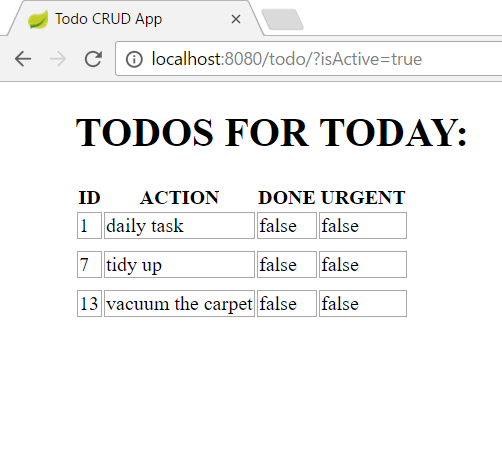 Todo CRUD App
localhost:8080/todo/?isActive=true
TODOS FOR TODAY:
ID ACTION DONE URGENT
1 daily task false false
7 tidy up false false
13 vacuum the carpet false false